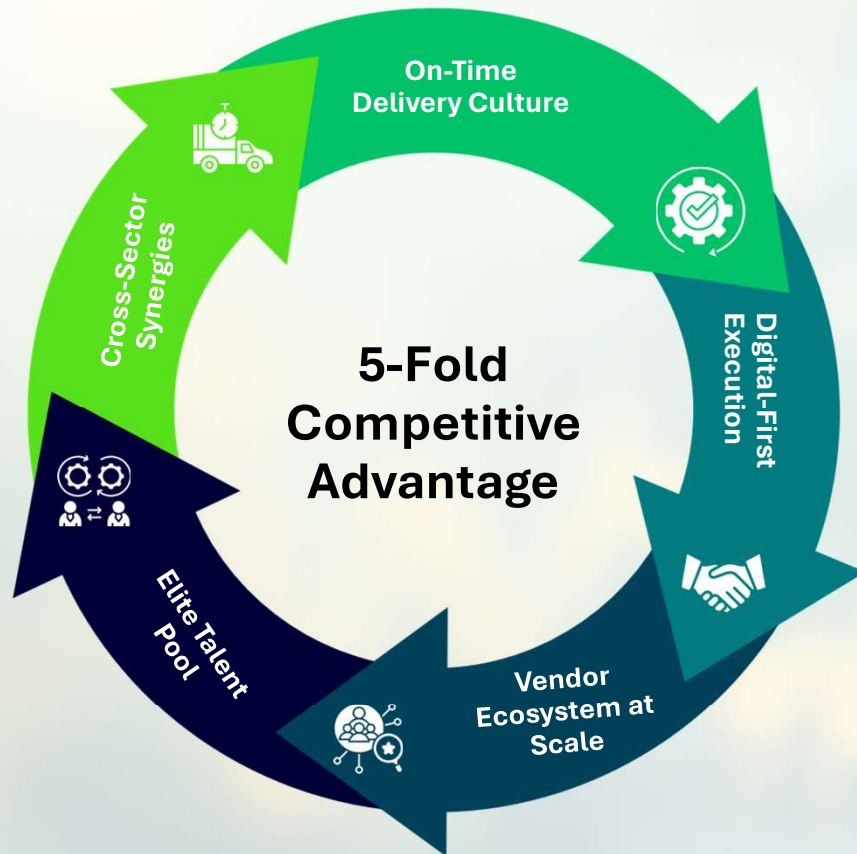 On-Time
Delivery Culture
Digital-First
Execution
Vendor
Ecosystem at
Scale
Elite Talent
Pool
Cross-Sector
Synergies
5-Fold
Competitive
Advantage